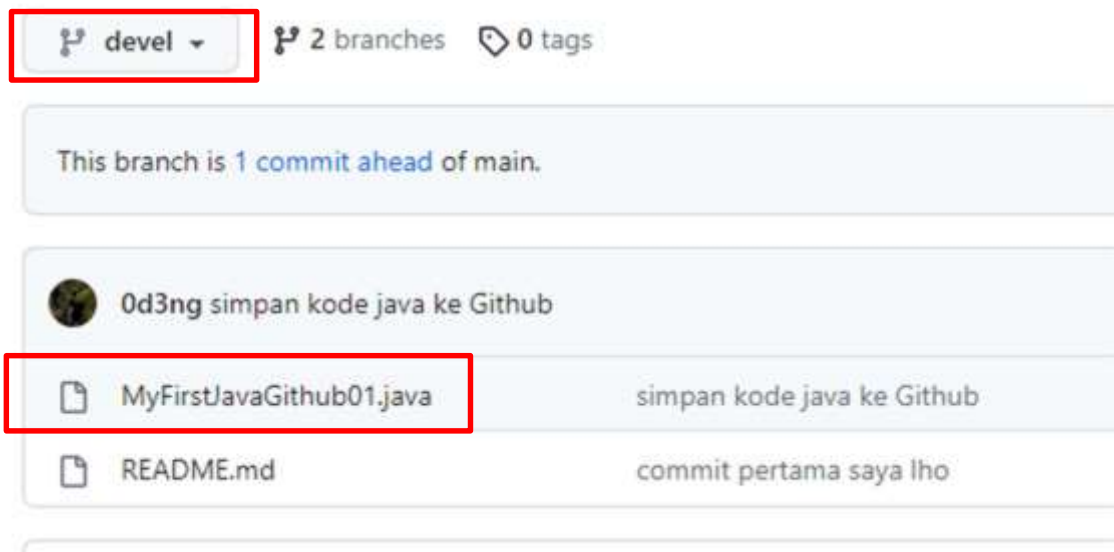 devel 2 branches 0 tags
This branch is 1 commit ahead of main.
0d3ng simpan kode java ke Github
MyFirstJavaGithub01.java simpan kode java ke Github
README.md commit pertama saya lho